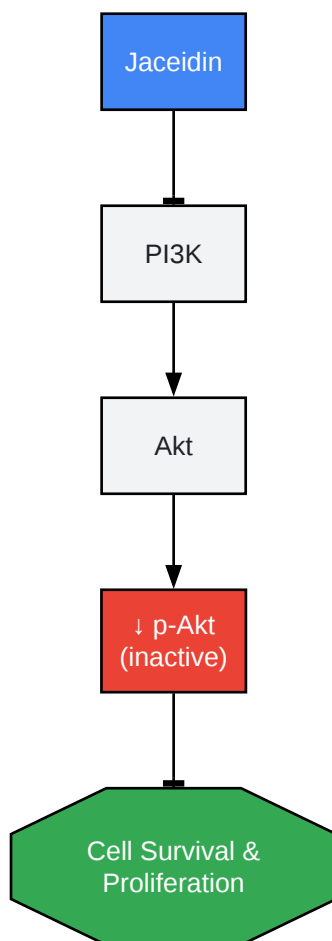 Jaceidin
PI3K
Akt
↓ p-Akt
(inactive)
Cell Survival &
Proliferation